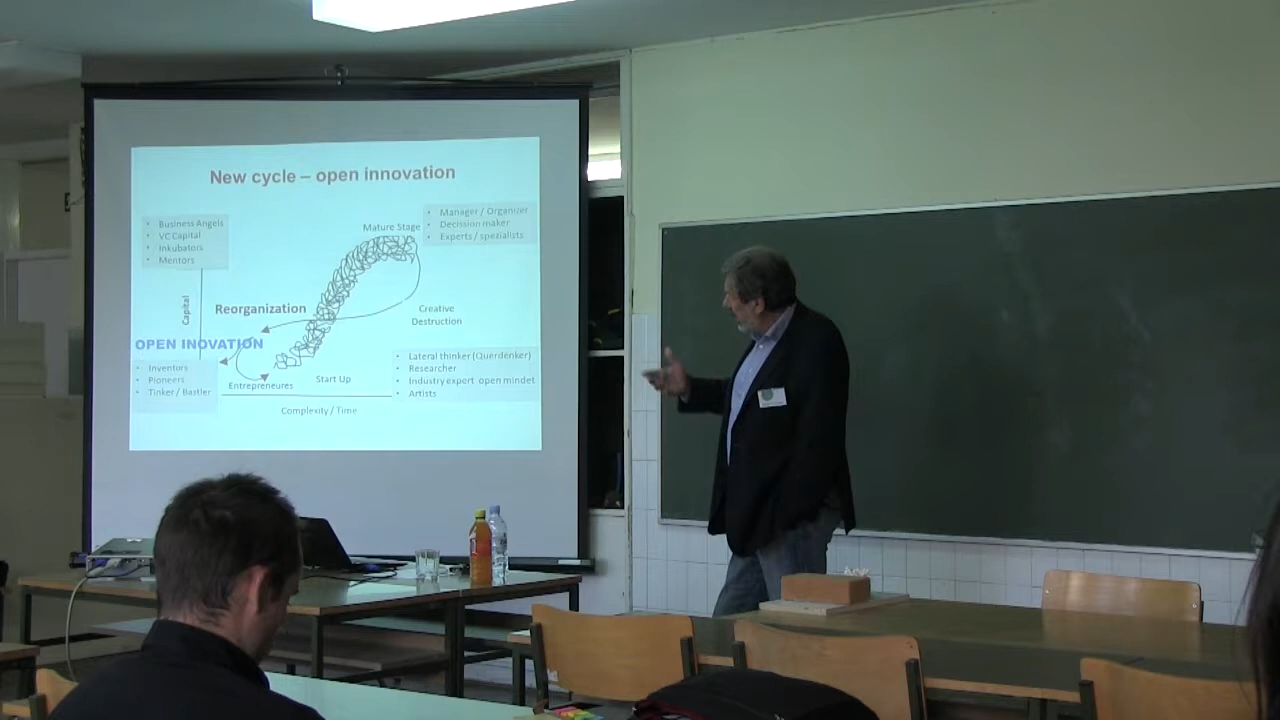 New cycle – open innovation
• Business Angels
• VC Capital
• Inkubators
• Mentors
Mature Stage
• Manager / Organizer
• Decission maker
• Experts / spezialists
Capital
Reorganization
Creative
Destruction
OPEN INOVATION
• Inventors
• Pioneers
• Tinker / Bastler
Entrepreneures
Start Up
• Lateral thinker (Querdenker)
• Researcher
• Industry export open mindet
• Artists
Complexity / Time